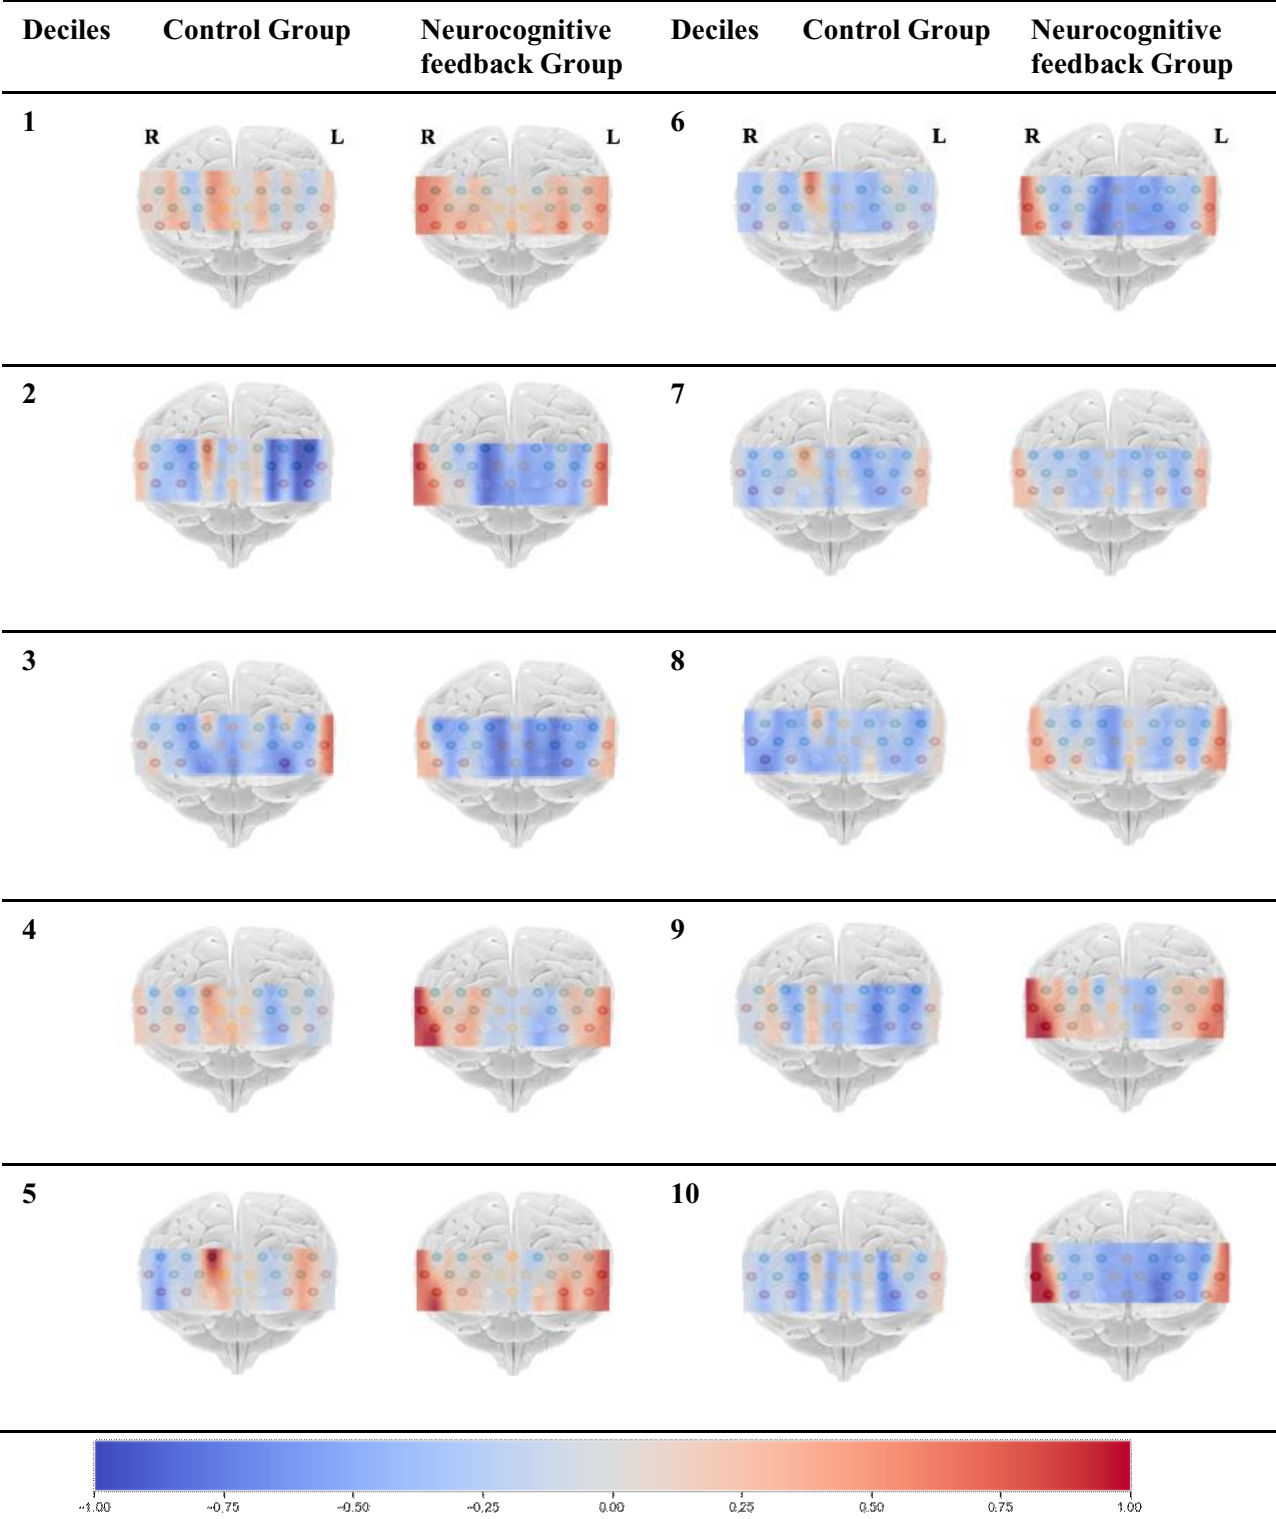 Deciles Control Group Neurocognitive feedback Group Deciles Control Group Neurocognitive feedback Group
1 R L R L 6 R L R L
2 7
3 8
4 9
5 10
-1.00 -0.75 -0.50 -0.25 0.00 0.25 0.50 0.75 1.00